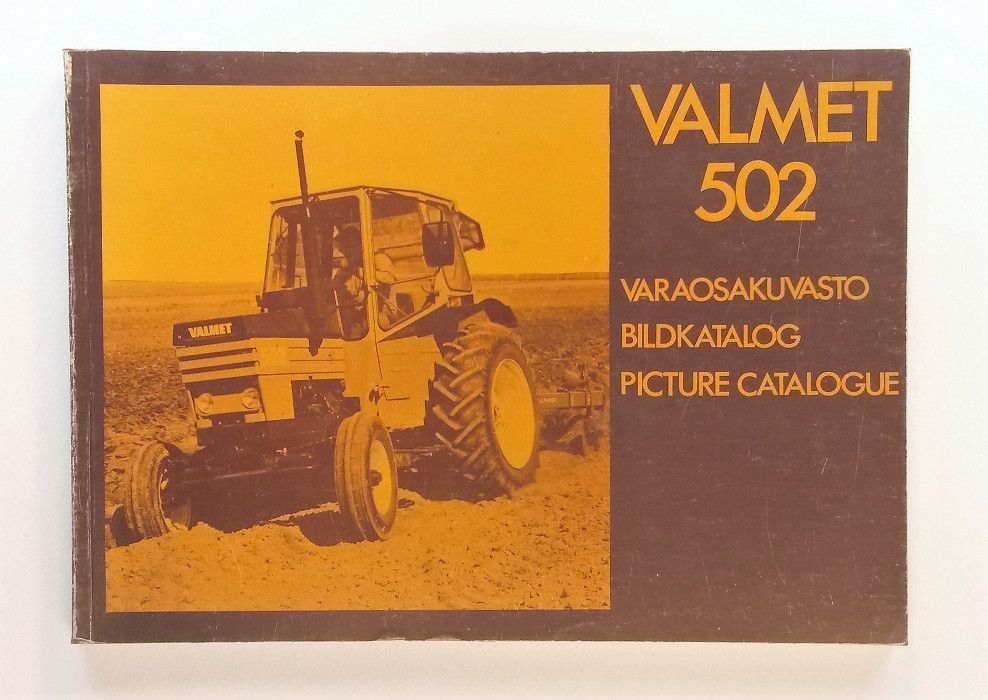 VALMET
502
VARAOSAKUVASTO
BILDKATALOG
PICTURE CATALOGUE
VALMET